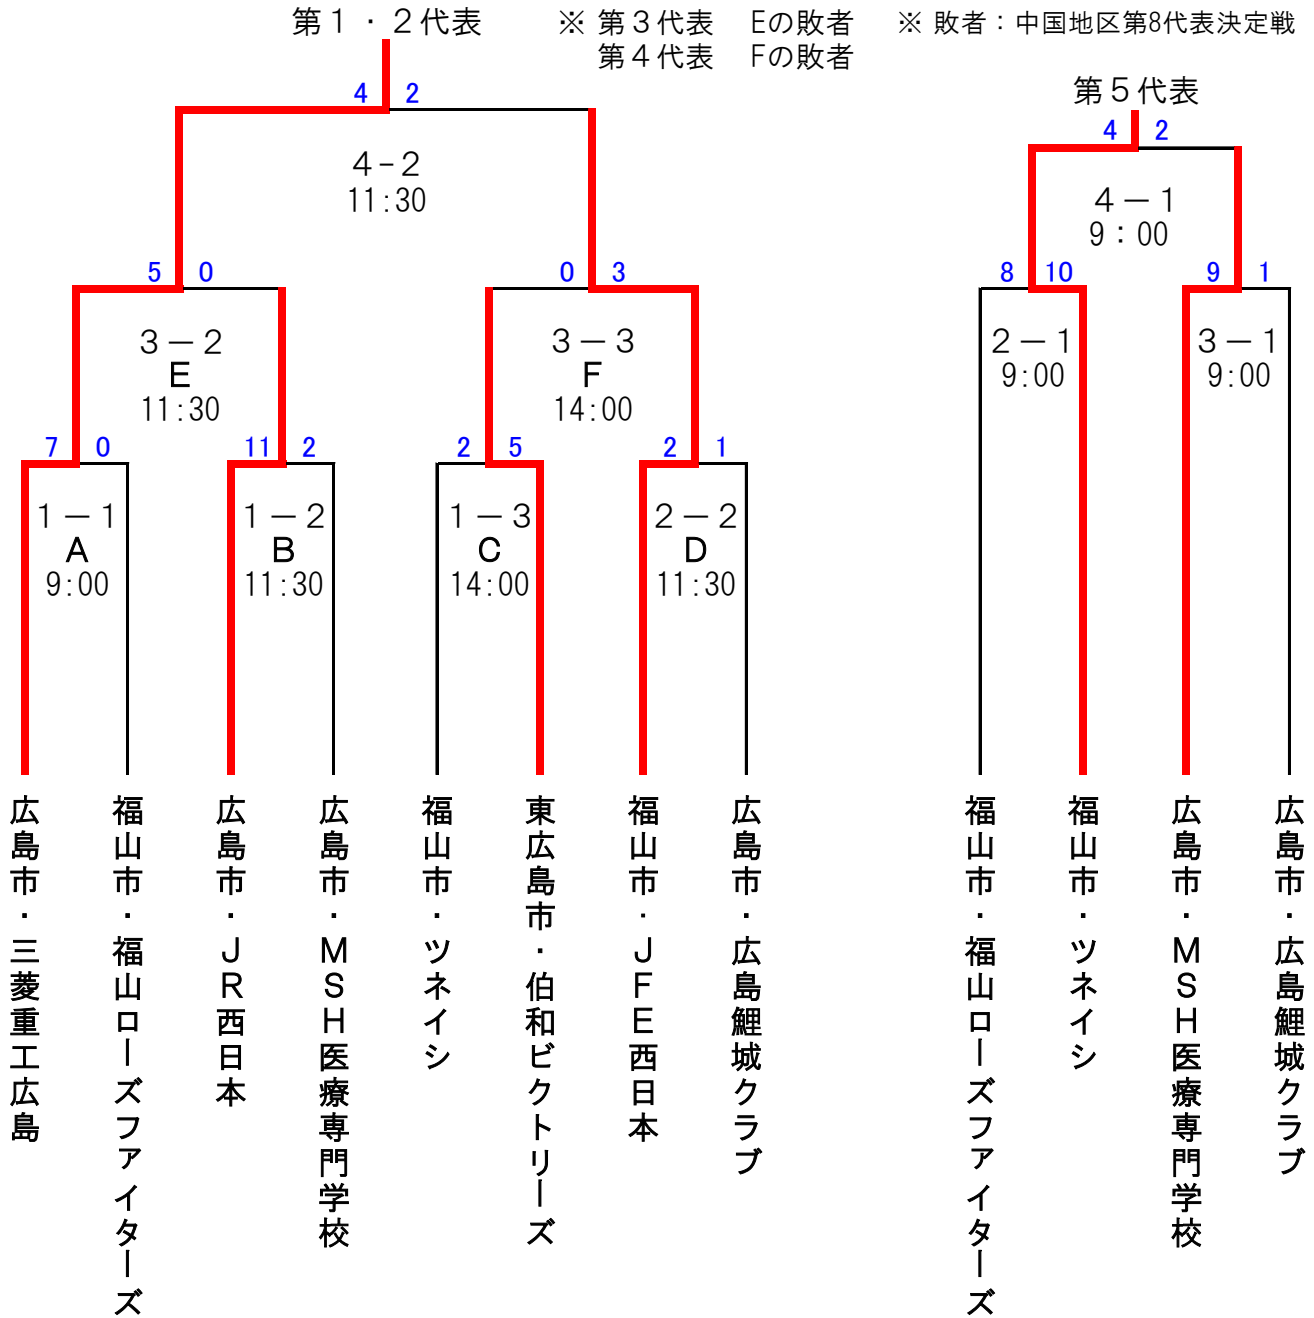 第１・２代表
※ 第３代表　Eの敗者
第４代表　Fの敗者
※ 敗者：中国地区第8代表決定戦
第５代表
4 2
4-2
11:30
4 2
4－1
9：00
5 0
3－2
E
11:30
0 3
3－3
F
14:00
8 10
2－1
9:00
9 1
3－1
9:00
7 0
1－1
A
9:00
11 2
1－2
B
11:30
2 5
1－3
C
14:00
2 1
2－2
D
11:30
広島市・三菱重工広島
福山市・福山ローズファイターズ
広島市・ＪＲ西日本
広島市・ＭＳＨ医療専門学校
福山市・ツネイシ
東広島市・伯和ビクトリーズ
福山市・ＪＦＥ西日本
広島市・広島鯉城クラブ
福山市・福山ローズファイターズ
福山市・ツネイシ
広島市・ＭＳＨ医療専門学校
広島市・広島鯉城クラブ